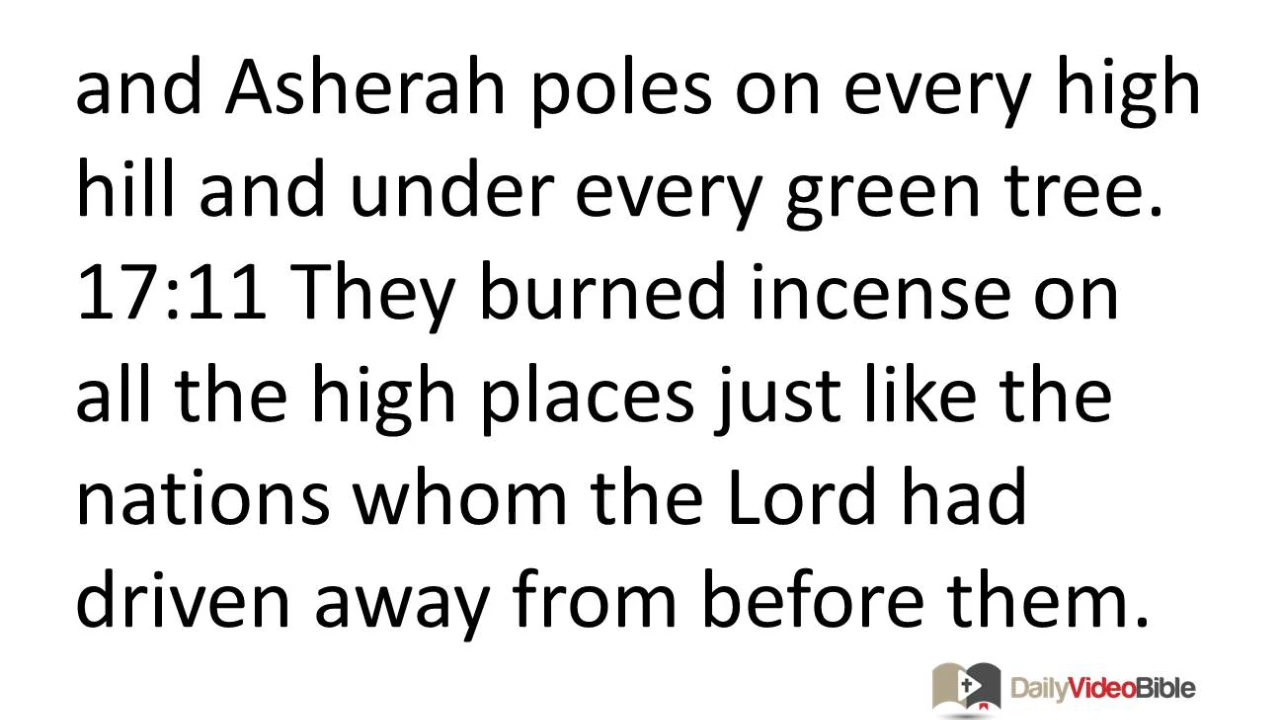 and Asherah poles on every high
hill and under every green tree.
17:11 They burned incense on
all the high places just like the
nations whom the Lord had
driven away from before them.
DailyVideoBible